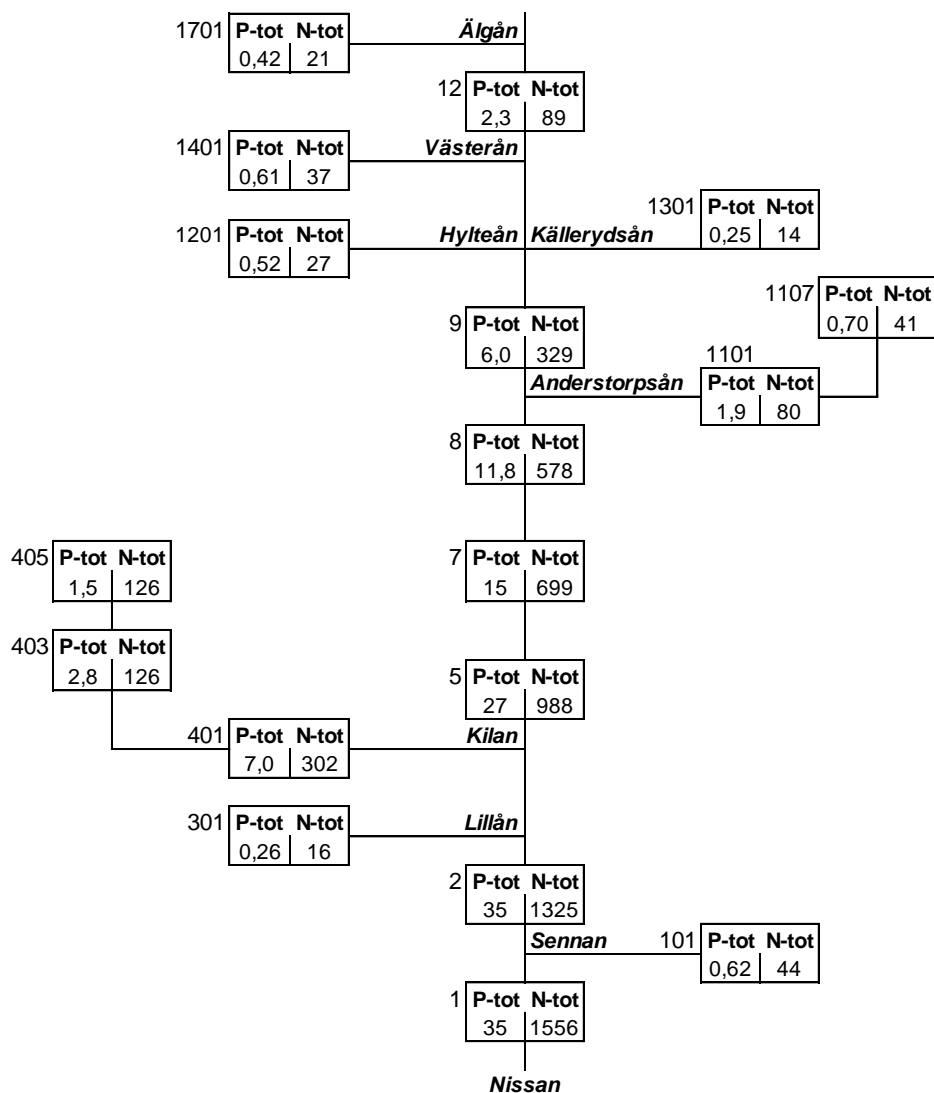 1701 P-tot N-tot Älgån
0,42 21
12 P-tot N-tot
2,3 89
1401 P-tot N-tot Västerån
0,61 37
1301 P-tot N-tot
0,25 14
1201 P-tot N-tot Hylteån Källerydsån
0,52 27
1107 P-tot N-tot
0,70 41
9 P-tot N-tot
6,0 329
1101
Anderstorpsån P-tot N-tot
1,9 80
8 P-tot N-tot
11,8 578
405 P-tot N-tot
1,5 126
7 P-tot N-tot
15 699
403 P-tot N-tot
2,8 126
5 P-tot N-tot
27 988
401 P-tot N-tot Kilan
7,0 302
301 P-tot N-tot Lillån
0,26 16
2 P-tot N-tot
35 1325
Sennan 101 P-tot N-tot
0,62 44
1 P-tot N-tot
35 1556
Nissan